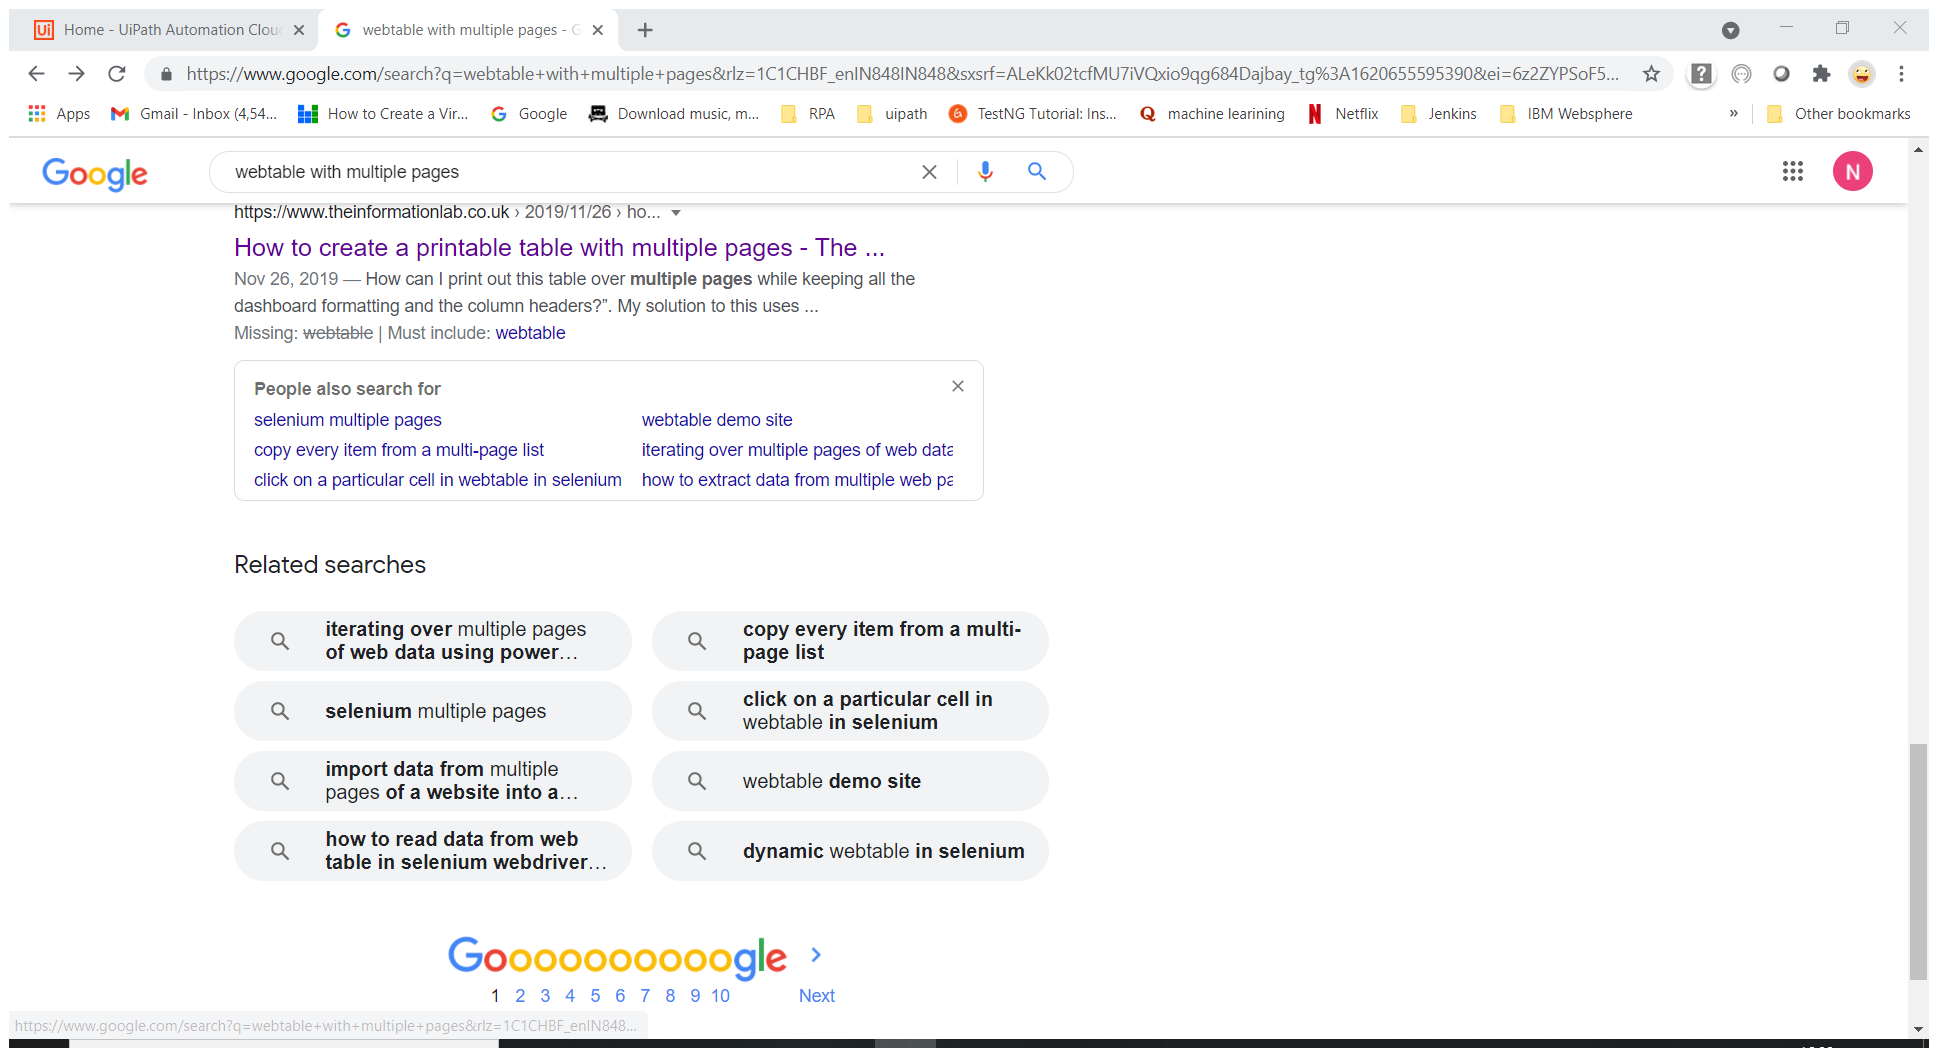 Home - UiPath Automation Clou
webtable with multiple pages - G
https://www.google.com/search?q=webtable+with+multiple+pages&rlz=1C1CHBF_enIN848IN848&sxsrf=ALeKk02tcfMU7iVQxio9qg684Dajbay_tg%3A1620655595390&ei=6z2ZYPSoF5...
Apps
Gmail - Inbox (4,54...
How to Create a Vir...
Google
Download music, m...
RPA
uipath
TestNG Tutorial: Ins...
machine learining
Netflix
Jenkins
IBM Websphere
»
Other bookmarks
Google
webtable with multiple pages
N
https://www.theinformationlab.co.uk › 2019/11/26 › ho...
How to create a printable table with multiple pages - The ...
Nov 26, 2019 — How can I print out this table over multiple pages while keeping all the
dashboard formatting and the column headers?”. My solution to this uses ...
Missing: webtable | Must include: webtable
People also search for
selenium multiple pages
webtable demo site
copy every item from a multi-page list
iterating over multiple pages of web data
click on a particular cell in webtable in selenium
how to extract data from multiple web pa
Related searches
iterating over multiple pages
of web data using power...
copy every item from a multi-
page list
selenium multiple pages
click on a particular cell in
webtable in selenium
import data from multiple
pages of a website into a...
webtable demo site
how to read data from web
table in selenium webdriver...
dynamic webtable in selenium
Goooooooooogle
1 2 3 4 5 6 7 8 9 10 Next
https://www.google.com/search?q=webtable+with+multiple+pages&rlz=1C1CHBF_enIN848...